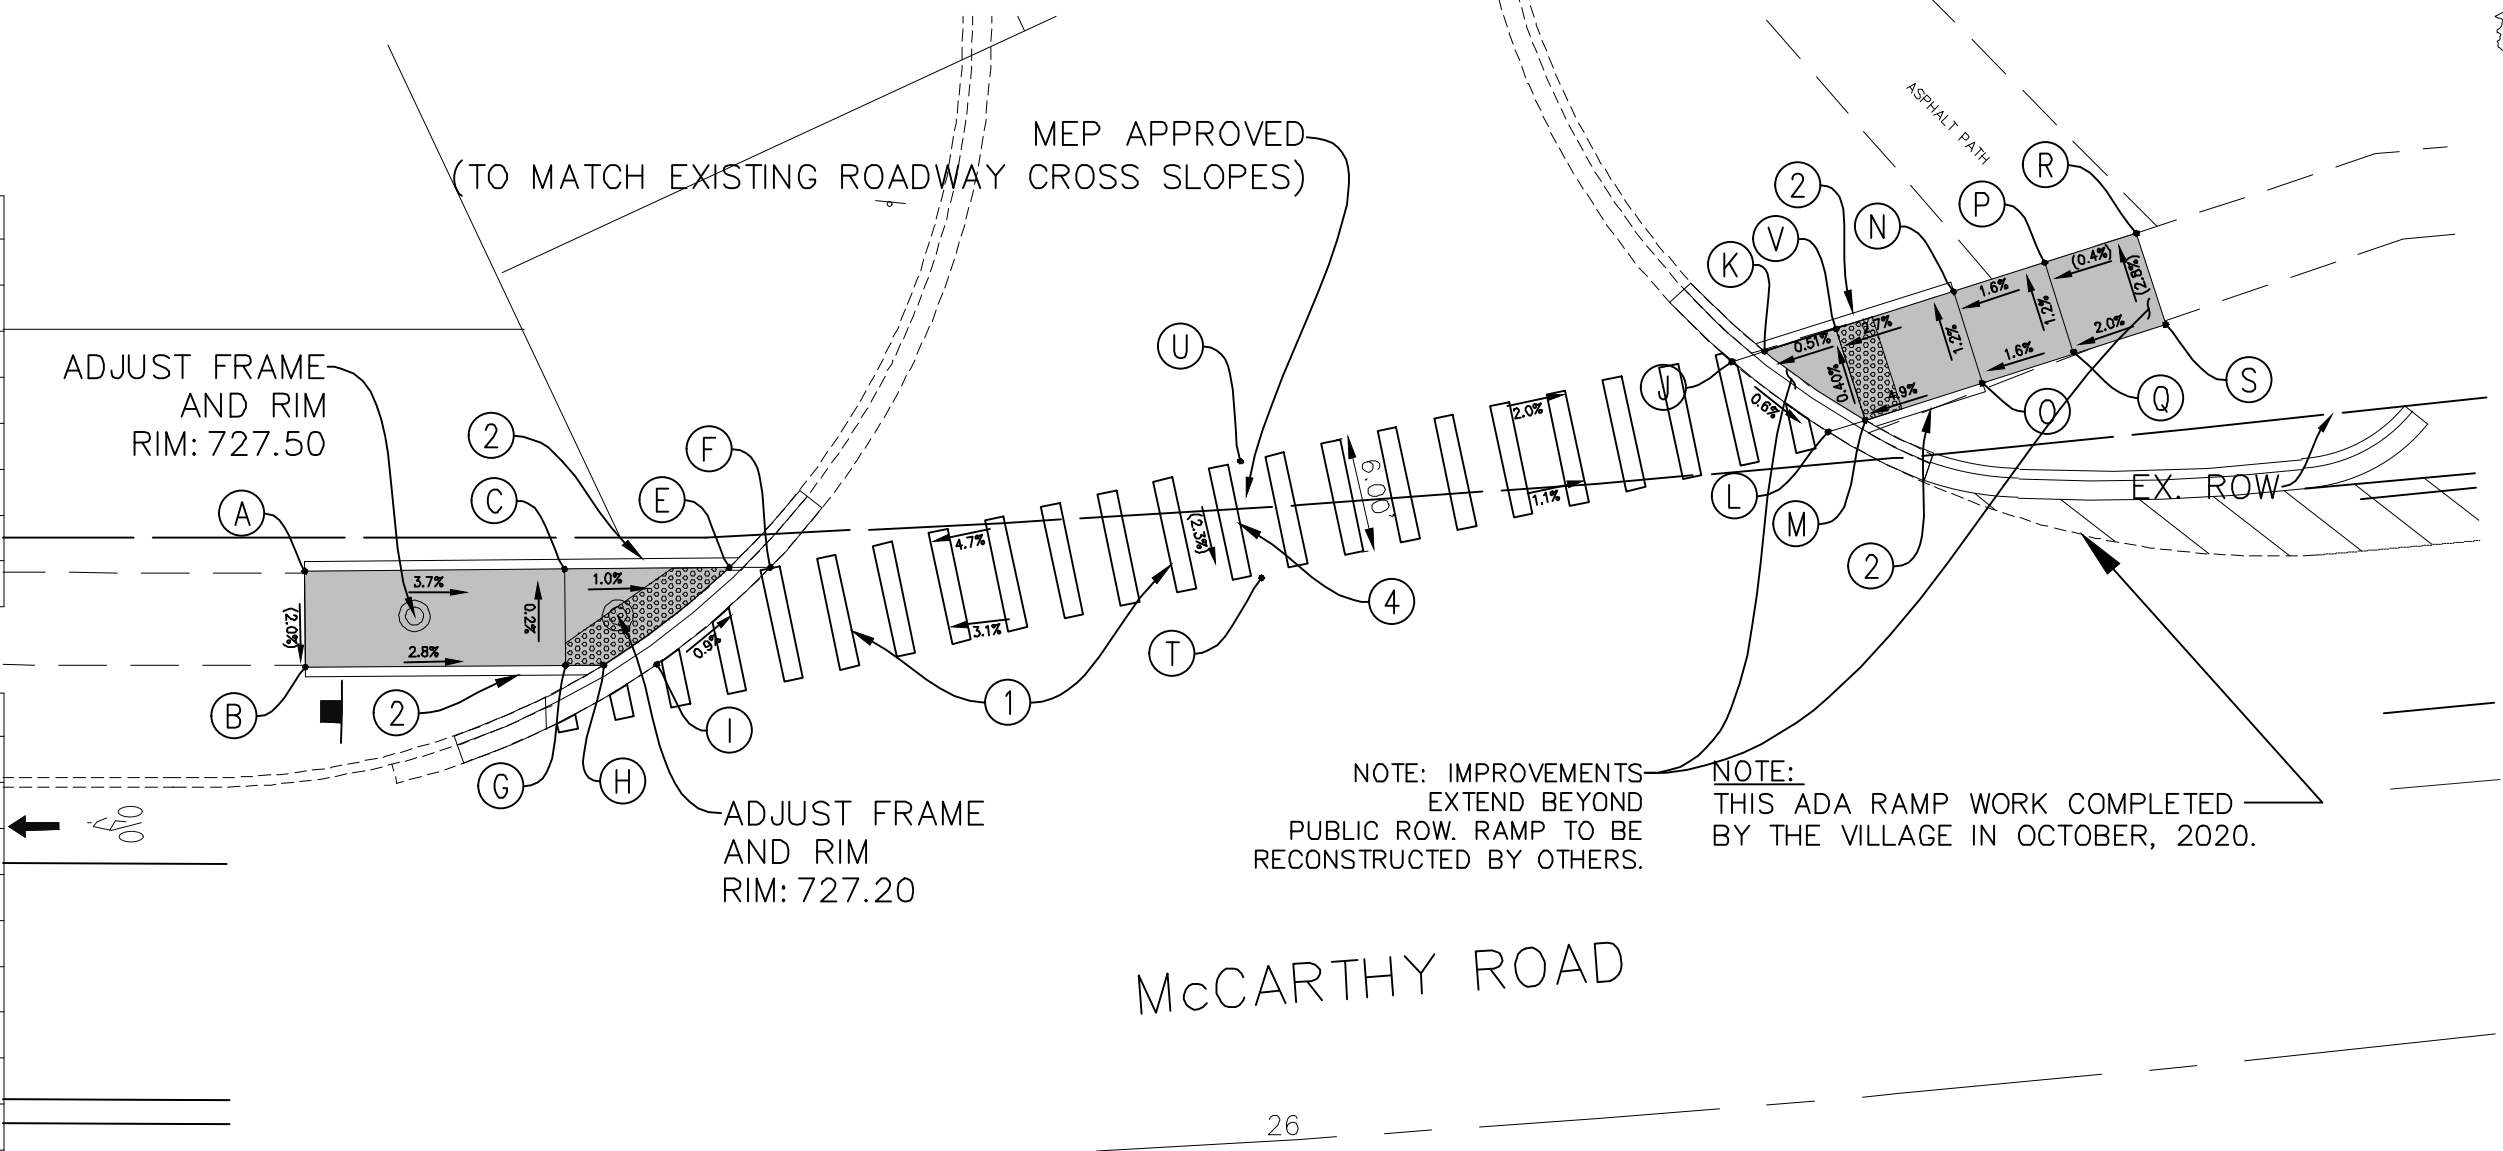 MEP APPROVED
(TO MATCH EXISTING ROADWAY CROSS SLOPES)
ASPHALT PATH
R
2
P
N
V
K
U
(0.4%)
(2.8%)
1.6%
1.2%
2.0%
1.2%
1.6%
0.51%
0.40%
4.9%
J
0.6%
S
Q
O
L
M
2
ADJUST FRAME
AND RIM
RIM: 727.50
2
F
C
E
A
2.0%
6.00'
1.1%
EX. ROW
(2.3%)
4.7%
3.1%
3.7%
1.0%
0.2%
(2.0%)
2.8%
0.9%
4
T
1
B
2
I
G
H
ADJUST FRAME
AND RIM
RIM: 727.20
NOTE: IMPROVEMENTS
EXTEND BEYOND
PUBLIC ROW. RAMP TO BE
RECONSTRUCTED BY OTHERS.
NOTE:
THIS ADA RAMP WORK COMPLETED
BY THE VILLAGE IN OCTOBER, 2020.
McCARTHY ROAD
26